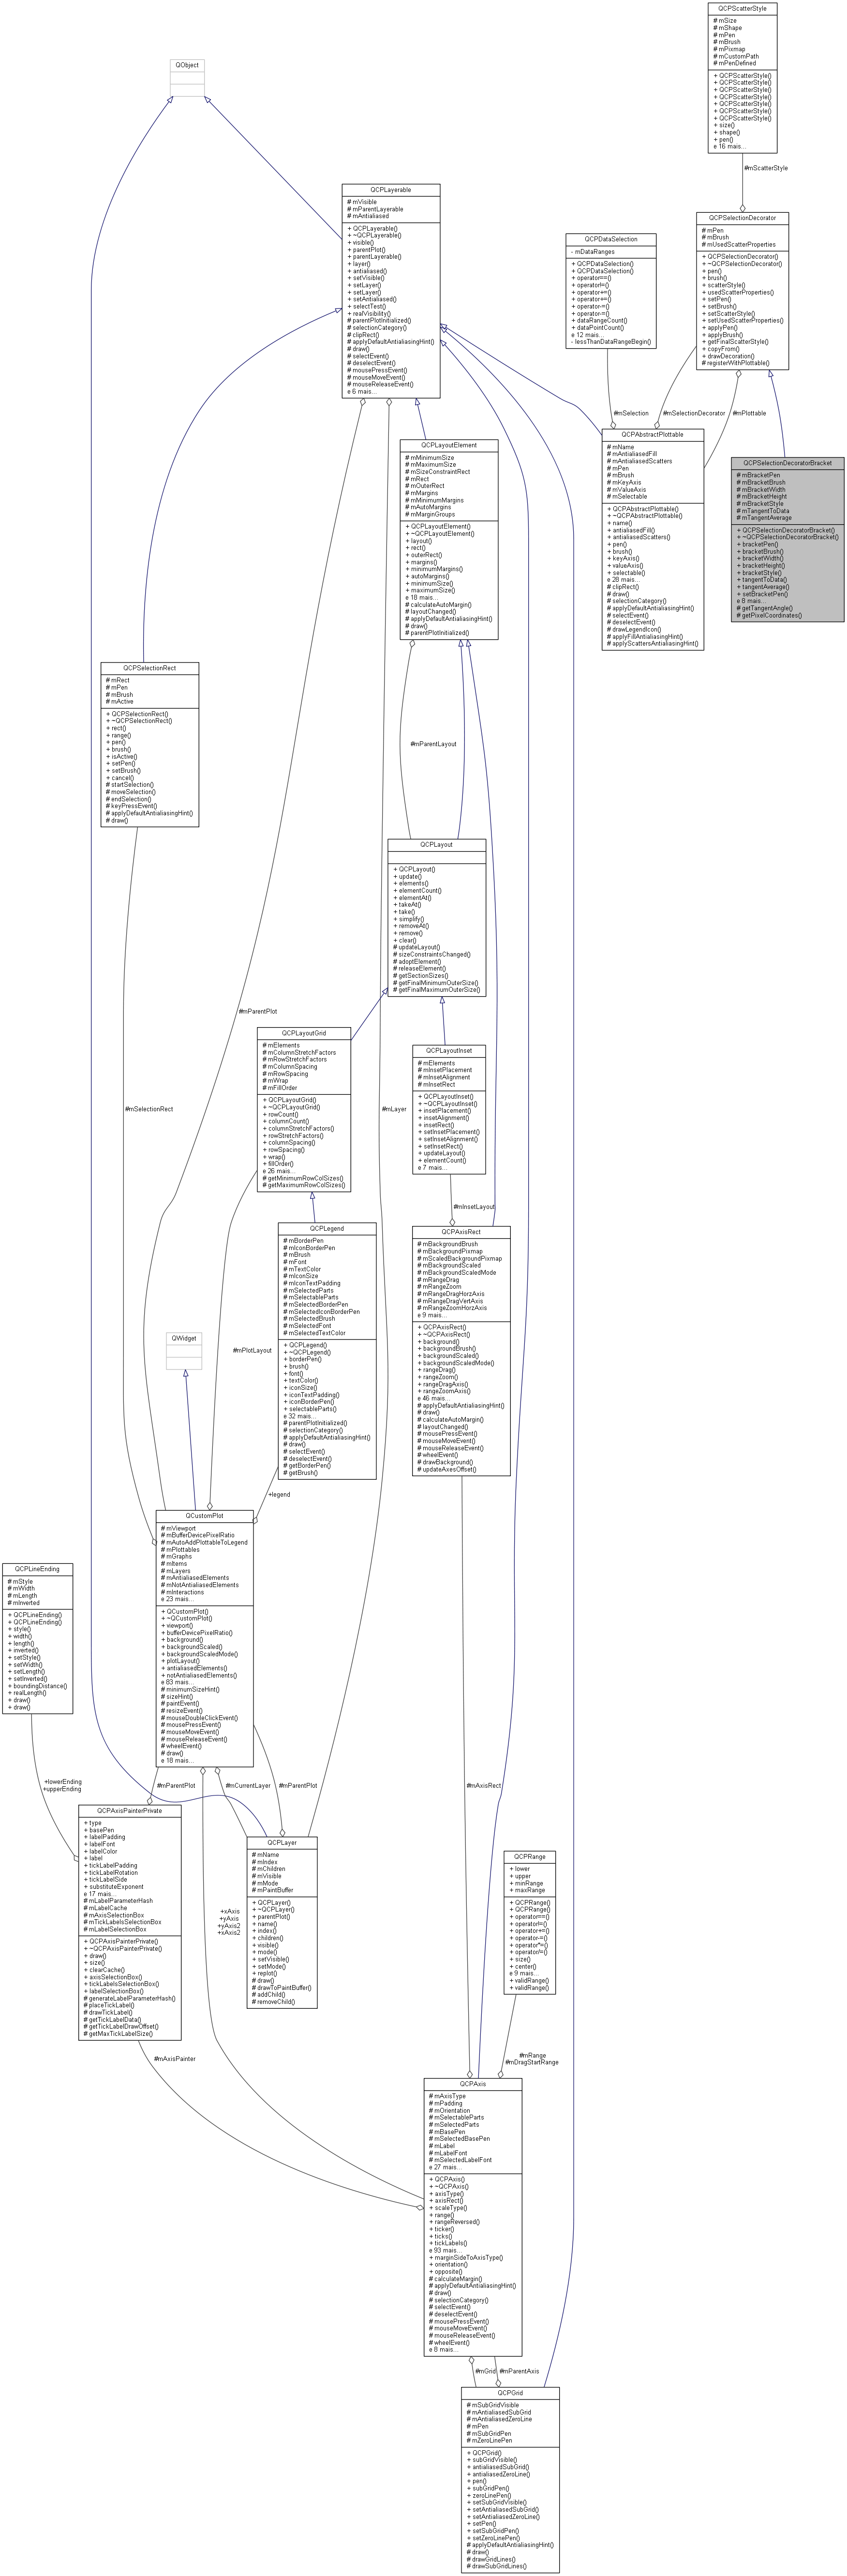 QCPScatterStyle
# mSize
# mShape
# mPen
# mBrush
# mPixmap
# mCustomPath
# mPenDefined
+ QCPScatterStyle()
+ QCPScatterStyle()
+ QCPScatterStyle()
+ QCPScatterStyle()
+ QCPScatterStyle()
+ QCPScatterStyle()
+ QCPScatterStyle()
+ size()
+ shape()
+ pen()
e 16 mais...
QObject
#mScatterStyle
QCPLayerable
# mVisible
# mParentLayerable
# mAntialiased
+ QCPLayerable()
+ ~QCPLayerable()
+ visible()
+ parentPlot()
+ parentLayerable()
+ layer()
+ antialiased()
+ setVisible()
+ setLayer()
+ setLayer()
+ setAntialiased()
+ selectTest()
+ realVisibility()
# parentPlotInitialized()
# selectionCategory()
# clipRect()
# applyDefaultAntialiasingHint()
# draw()
# selectEvent()
# deselectEvent()
# mousePressEvent()
# mouseMoveEvent()
# mouseReleaseEvent()
e 6 mais...
QCPDataSelection
- mDataRanges
+ QCPDataSelection()
+ QCPDataSelection()
+ operator==()
+ operator!=()
+ operator+=()
+ operator+=()
+ operator-=()
+ operator-=()
+ dataRangeCount()
+ dataPointCount()
e 12 mais...
- lessThanDataRangeBegin()
QCPSelectionDecorator
# mPen
# mBrush
# mUsedScatterProperties
+ QCPSelectionDecorator()
+ ~QCPSelectionDecorator()
+ pen()
+ brush()
+ scatterStyle()
+ usedScatterProperties()
+ setPen()
+ setBrush()
+ setScatterStyle()
+ setUsedScatterProperties()
+ applyPen()
+ applyBrush()
+ getFinalScatterStyle()
+ copyFrom()
+ drawDecoration()
# registerWithPlottable()
#mSelection
#mSelectionDecorator
#mPlottable
QCPLayoutElement
# mMinimumSize
# mMaximumSize
# mSizeConstraintRect
# mRect
# mOuterRect
# mMargins
# mMinimumMargins
# mAutoMargins
# mMarginGroups
+ QCPLayoutElement()
+ ~QCPLayoutElement()
+ layout()
+ rect()
+ outerRect()
+ margins()
+ minimumMargins()
+ autoMargins()
+ minimumSize()
+ maximumSize()
e 18 mais...
# calculateAutoMargin()
# layoutChanged()
# applyDefaultAntialiasingHint()
# draw()
# parentPlotInitialized()
QCPAbstractPlottable
# mName
# mAntialiasedFill
# mAntialiasedScatters
# mPen
# mBrush
# mKeyAxis
# mValueAxis
# mSelectable
+ QCPAbstractPlottable()
+ ~QCPAbstractPlottable()
+ name()
+ antialiasedFill()
+ antialiasedScatters()
+ pen()
+ brush()
+ keyAxis()
+ valueAxis()
+ selectable()
e 28 mais...
# clipRect()
# draw()
# selectionCategory()
# applyDefaultAntialiasingHint()
# selectEvent()
# deselectEvent()
# drawLegendIcon()
# applyFillAntialiasingHint()
# applyScattersAntialiasingHint()
QCPSelectionDecoratorBracket
# mBracketPen
# mBracketBrush
# mBracketWidth
# mBracketHeight
# mBracketStyle
# mTangentToData
# mTangentAverage
+ QCPSelectionDecoratorBracket()
+ ~QCPSelectionDecoratorBracket()
+ bracketPen()
+ bracketBrush()
+ bracketWidth()
+ bracketHeight()
+ bracketStyle()
+ tangentToData()
+ tangentAverage()
+ setBracketPen()
e 8 mais...
# getTangentAngle()
# getPixelCoordinates()
QCPSelectionRect
# mRect
# mPen
# mBrush
# mActive
+ QCPSelectionRect()
+ ~QCPSelectionRect()
+ rect()
+ range()
+ pen()
+ brush()
+ isActive()
+ setPen()
+ setBrush()
+ cancel()
# startSelection()
# moveSelection()
# endSelection()
# keyPressEvent()
# applyDefaultAntialiasingHint()
# draw()
#mParentLayout
QCPLayout
+ QCPLayout()
+ update()
+ elements()
+ elementCount()
+ elementAt()
+ takeAt()
+ take()
+ simplify()
+ removeAt()
+ remove()
+ clear()
# updateLayout()
# sizeConstraintsChanged()
# adoptElement()
# releaseElement()
# getSectionSizes()
# getFinalMinimumOuterSize()
# getFinalMaximumOuterSize()
#mParentPlot
#mSelectionRect
#mLayer
QCPLayoutGrid
# mElements
# mColumnStretchFactors
# mRowStretchFactors
# mColumnSpacing
# mRowSpacing
# mWrap
# mFillOrder
+ QCPLayoutGrid()
+ ~QCPLayoutGrid()
+ rowCount()
+ columnCount()
+ columnStretchFactors()
+ rowStretchFactors()
+ columnSpacing()
+ rowSpacing()
+ wrap()
+ fillOrder()
e 26 mais...
# getMinimumRowColSizes()
# getMaximumRowColSizes()
QCPLayoutInset
# mElements
# mInsetPlacement
# mInsetAlignment
# mInsetRect
+ QCPLayoutInset()
+ ~QCPLayoutInset()
+ insetPlacement()
+ insetAlignment()
+ insetRect()
+ setInsetPlacement()
+ setInsetAlignment()
+ setInsetRect()
+ updateLayout()
+ elementCount()
e 7 mais...
#mInsetLayout
QCPLegend
# mBorderPen
# mIconBorderPen
# mBrush
# mFont
# mTextColor
# mIconSize
# mIconTextPadding
# mSelectedParts
# mSelectableParts
# mSelectedBorderPen
# mSelectedIconBorderPen
# mSelectedBrush
# mSelectedFont
# mSelectedTextColor
+ QCPLegend()
+ ~QCPLegend()
+ borderPen()
+ brush()
+ font()
+ textColor()
+ iconSize()
+ iconTextPadding()
+ iconBorderPen()
+ selectableParts()
e 32 mais...
# parentPlotInitialized()
# selectionCategory()
# applyDefaultAntialiasingHint()
# draw()
# selectEvent()
# deselectEvent()
# getBorderPen()
# getBrush()
QCPAxisRect
# mBackgroundBrush
# mBackgroundPixmap
# mScaledBackgroundPixmap
# mBackgroundScaled
# mBackgroundScaledMode
# mRangeDrag
# mRangeZoom
# mRangeDragHorzAxis
# mRangeDragVertAxis
# mRangeZoomHorzAxis
e 9 mais...
+ QCPAxisRect()
+ ~QCPAxisRect()
+ background()
+ backgroundBrush()
+ backgroundScaled()
+ backgroundScaledMode()
+ rangeDrag()
+ rangeZoom()
+ rangeDragAxis()
+ rangeZoomAxis()
e 46 mais...
# applyDefaultAntialiasingHint()
# draw()
# calculateAutoMargin()
# layoutChanged()
# mousePressEvent()
# mouseMoveEvent()
# mouseReleaseEvent()
# wheelEvent()
# drawBackground()
# updateAxesOffset()
QWidget
#mPlotLayout
+legend
QCustomPlot
# mViewport
# mBufferDevicePixelRatio
# mAutoAddPlottableToLegend
# mPlottables
# mGraphs
# mItems
# mLayers
# mAntialiasedElements
# mNotAntialiasedElements
# mInteractions
e 23 mais...
+ QCustomPlot()
+ ~QCustomPlot()
+ viewport()
+ bufferDevicePixelRatio()
+ background()
+ backgroundScaled()
+ backgroundScaledMode()
+ plotLayout()
+ antialiasedElements()
+ notAntialiasedElements()
e 83 mais...
# minimumSizeHint()
# sizeHint()
# paintEvent()
# resizeEvent()
# mouseDoubleClickEvent()
# mousePressEvent()
# mouseMoveEvent()
# mouseReleaseEvent()
# wheelEvent()
# draw()
e 18 mais...
QCPLineEnding
# mStyle
# mWidth
# mLength
# mInverted
+ QCPLineEnding()
+ QCPLineEnding()
+ style()
+ width()
+ length()
+ inverted()
+ setStyle()
+ setWidth()
+ setLength()
+ setInverted()
+ boundingDistance()
+ realLength()
+ draw()
+ draw()
+lowerEnding
+upperEnding
#mParentPlot
#mCurrentLayer
#mParentPlot
#mAxisRect
QCPAxisPainterPrivate
+ type
+ basePen
+ labelPadding
+ labelFont
+ labelColor
+ label
+ tickLabelPadding
+ tickLabelRotation
+ tickLabelSide
+ substituteExponent
e 17 mais...
# mLabelParameterHash
# mLabelCache
# mAxisSelectionBox
# mTickLabelsSelectionBox
# mLabelSelectionBox
+ QCPAxisPainterPrivate()
+ ~QCPAxisPainterPrivate()
+ draw()
+ size()
+ clearCache()
+ axisSelectionBox()
+ tickLabelsSelectionBox()
+ labelSelectionBox()
# generateLabelParameterHash()
# placeTickLabel()
# drawTickLabel()
# getTickLabelData()
# getTickLabelDrawOffset()
# getMaxTickLabelSize()
+xAxis
+yAxis
+yAxis2
+xAxis2
QCPLayer
# mName
# mIndex
# mChildren
# mVisible
# mMode
# mPaintBuffer
+ QCPLayer()
+ ~QCPLayer()
+ parentPlot()
+ name()
+ index()
+ children()
+ visible()
+ mode()
+ setVisible()
+ setMode()
+ replot()
# draw()
# drawToPaintBuffer()
# addChild()
# removeChild()
QCPRange
+ lower
+ upper
+ minRange
+ maxRange
+ QCPRange()
+ QCPRange()
+ operator==()
+ operator!=()
+ operator+=()
+ operator-=()
+ operator*=()
+ operator/=()
+ size()
+ center()
e 9 mais...
+ validRange()
+ validRange()
#mAxisPainter
#mRange
#mDragStartRange
QCPAxis
# mAxisType
# mPadding
# mOrientation
# mSelectableParts
# mSelectedParts
# mBasePen
# mSelectedBasePen
# mLabel
# mLabelFont
# mSelectedLabelFont
e 27 mais...
+ QCPAxis()
+ ~QCPAxis()
+ axisType()
+ axisRect()
+ scaleType()
+ range()
+ rangeReversed()
+ ticker()
+ ticks()
+ tickLabels()
e 93 mais...
+ marginSideToAxisType()
+ orientation()
+ opposite()
# calculateMargin()
# applyDefaultAntialiasingHint()
# draw()
# selectionCategory()
# selectEvent()
# deselectEvent()
# mousePressEvent()
# mouseMoveEvent()
# mouseReleaseEvent()
# wheelEvent()
e 8 mais...
#mGrid
#mParentAxis
QCPGrid
# mSubGridVisible
# mAntialiasedSubGrid
# mAntialiasedZeroLine
# mPen
# mSubGridPen
# mZeroLinePen
+ QCPGrid()
+ subGridVisible()
+ antialiasedSubGrid()
+ antialiasedZeroLine()
+ pen()
+ subGridPen()
+ zeroLinePen()
+ setSubGridVisible()
+ setAntialiasedSubGrid()
+ setAntialiasedZeroLine()
+ setPen()
+ setSubGridPen()
+ setZeroLinePen()
# applyDefaultAntialiasingHint()
# draw()
# drawGridLines()
# drawSubGridLines()